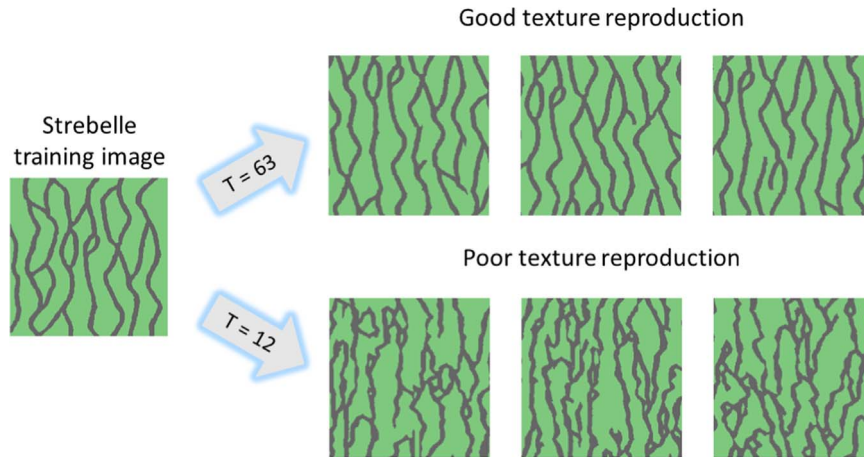 Good texture reproduction
Strebelle
training image
T = 63
Poor texture reproduction
T = 12